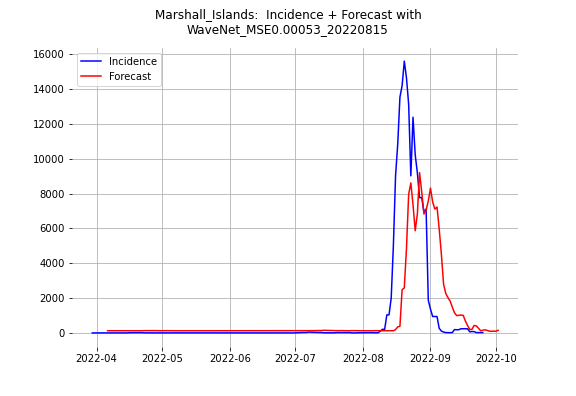 Marshall_Islands:  Incidence + Forecast with
WaveNet_MSE0.00053_20220815
Incidence
Forecast
16000
14000
12000
10000
8000
6000
4000
2000
0
2022-04 2022-05 2022-06 2022-07 2022-08 2022-09 2022-10